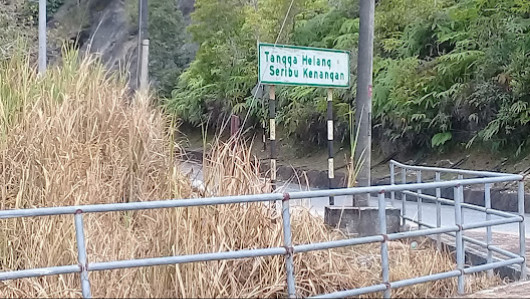 Tangga Helang
Seribu Kenangan